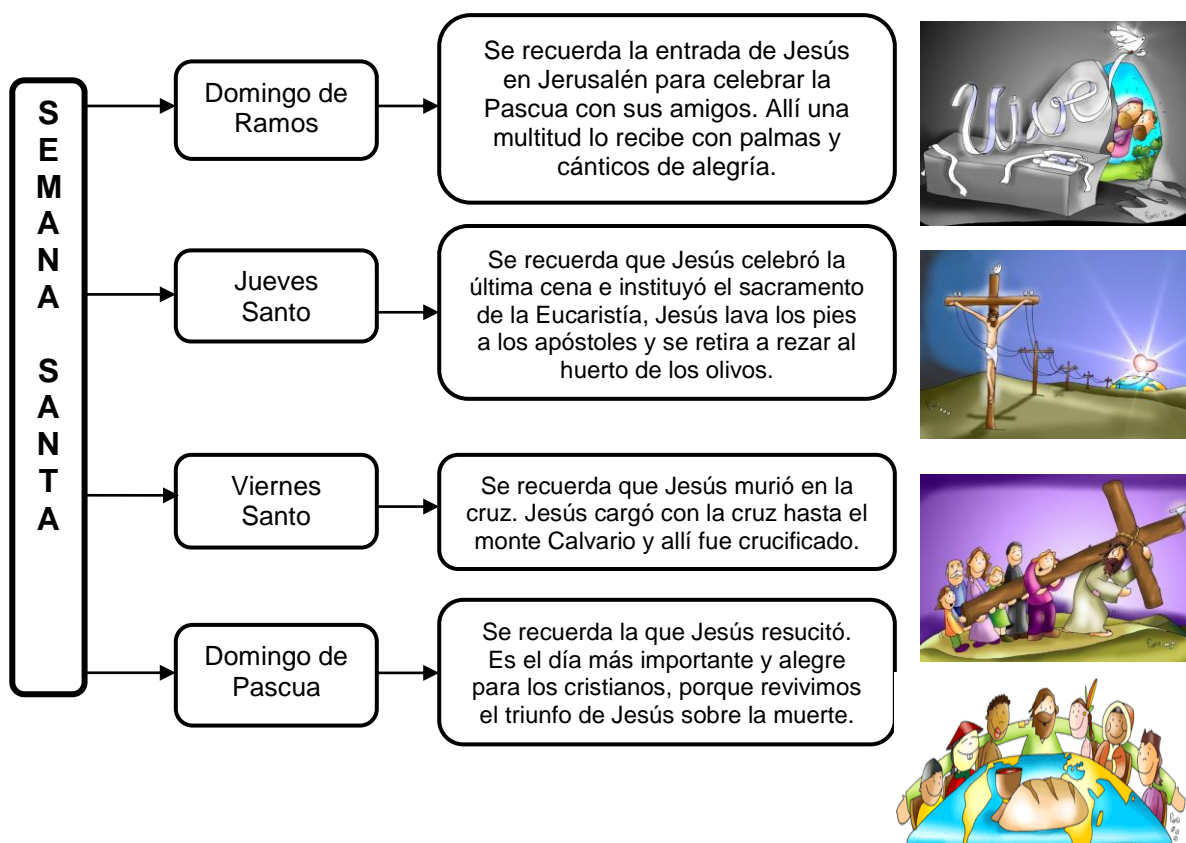 SEMANA SANTA
Domingo de
Ramos
Se recuerda la entrada de Jesús
en Jerusalén para celebrar la
Pascua con sus amigos. Allí una
multitud lo recibe con palmas y
cánticos de alegría.
Vive
Jueves
Santo
Se recuerda que Jesús celebró la
última cena e instituyó el sacramento
de la Eucaristía, Jesús lava los pies
a los apóstoles y se retira a rezar al
huerto de los olivos.
Viernes
Santo
Se recuerda que Jesús murió en la
cruz. Jesús cargó con la cruz hasta el
monte Calvario y allí fue crucificado.
Domingo de
Pascua
Se recuerda la que Jesús resucitó.
Es el día más importante y alegre
para los cristianos, porque revivimos
el triunfo de Jesús sobre la muerte.